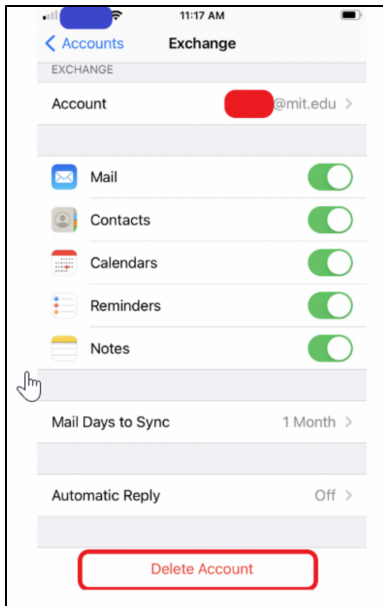 11:17 AM
Accounts Exchange
EXCHANGE
Account @mit.edu
Mail
Contacts
Calendars
Reminders
Notes
Mail Days to Sync 1 Month
Automatic Reply Off
Delete Account